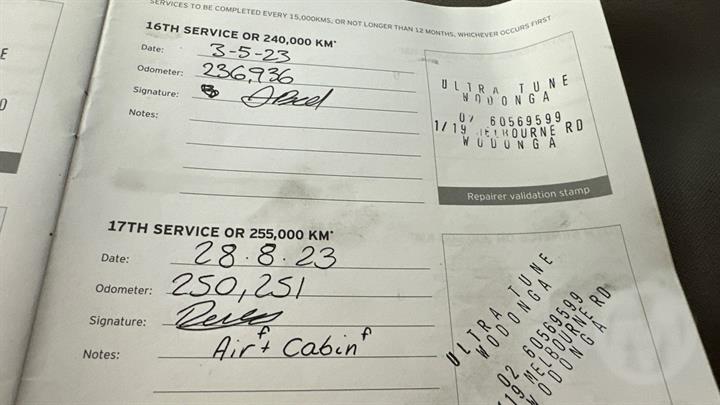 SERVICES TO BE COMPLETED EVERY 15,000KMS, OR NOT LONGER THAN 12 MONTHS, WHICHEVER OCCURS FIRST
16TH SERVICE OR 240,000 KM*
Date: 3-5-23
Odometer: 236,936
Signature:
Notes:
ULTRA TUNE
WODONGA
02 60569599
1/19 MELBOURNE RD
WODONGA
Repairer validation stamp
17TH SERVICE OR 255,000 KM*
Date: 28.8.23
Odometer: 250,251
Signature:
Notes: Air f + Cabin f
ULTRA TUNE
WODONGA
02 60569599
1/19 MELBOURNE RD
WODONGA